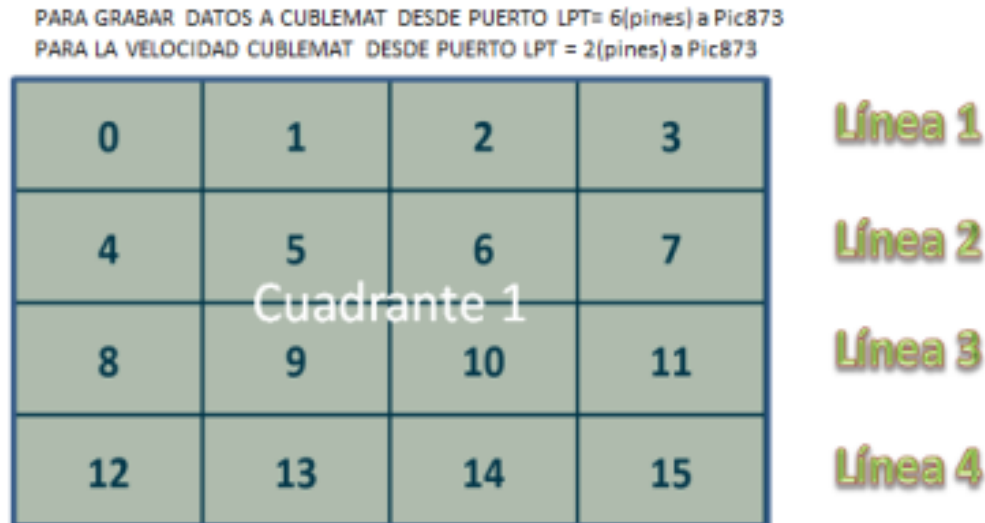 PARA GRABAR DATOS A CUBLEMAT DESDE PUERTO LPT= 6(pines) a Pic873
PARA LA VELOCIDAD CUBLEMAT DESDE PUERTO LPT = 2(pines) a Pic873
0 1 2 3 Línea 1
4 5 6 7 Línea 2
Cuadrante 1
8 9 10 11 Línea 3
12 13 14 15 Línea 4